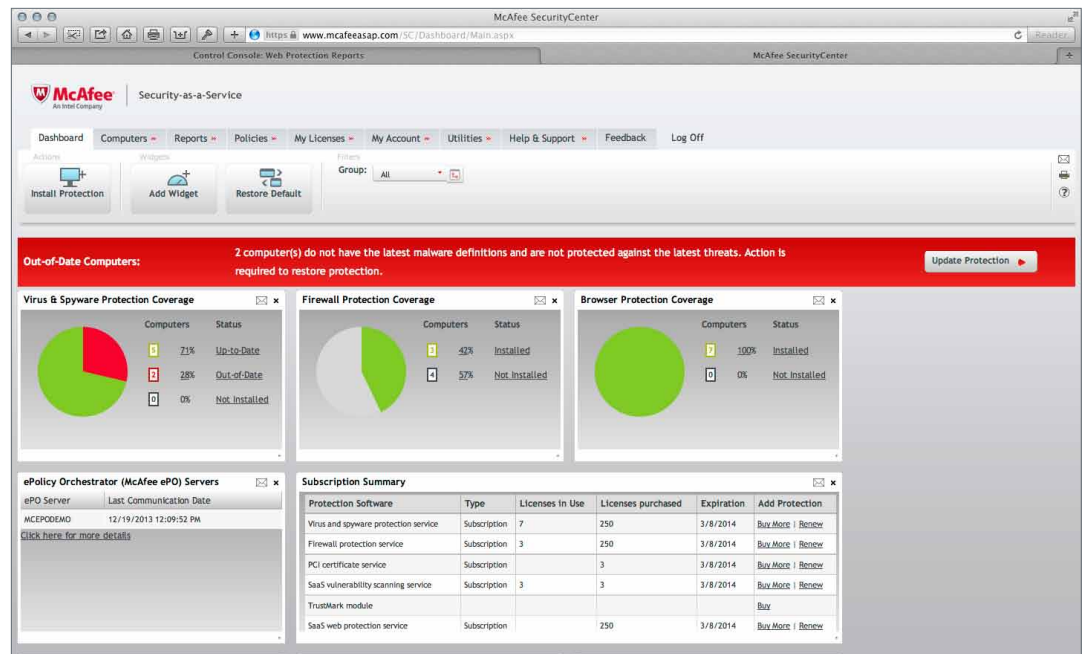 McAfee SecurityCenter
https www.mcafeeasap.com/SC/Dashboard/Main.aspx
Reader
Control Console: Web Protection Reports
McAfee SecurityCenter
McAfee
An Intel Company
Security-as-a-Service
Dashboard Computers Reports Policies My Licenses My Account Utilities Help & Support Feedback Log Off
Actions Widgets Filters
Install Protection
Add Widget
Restore Default
Group: All
Out-of-Date Computers:
2 computer(s) do not have the latest malware definitions and are not protected against the latest threats. Action is
required to restore protection.
Update Protection
Virus & Spyware Protection Coverage
Computers Status
5 71% Up-to-Date
2 28% Out-of-Date
0 0% Not Installed
Firewall Protection Coverage
Computers Status
3 42% Installed
4 57% Not Installed
Browser Protection Coverage
Computers Status
7 100% Installed
0 0% Not Installed
ePolicy Orchestrator (McAfee ePO) Servers
ePO Server Last Communication Date
MCEPODEMO 12/19/2013 12:09:52 PM
Click here for more details
Subscription Summary
Protection Software Type Licenses in Use Licenses purchased Expiration Add Protection
Virus and spyware protection service Subscription 7 250 3/8/2014 Buy More | Renew
Firewall protection service Subscription 3 250 3/8/2014 Buy More | Renew
PCI certificate service Subscription 3 3/8/2014 Buy More | Renew
SaaS vulnerability scanning service Subscription 3 3 3/8/2014 Buy More | Renew
TrustMark module Buy
SaaS web protection service Subscription 250 3/8/2014 Buy More | Renew